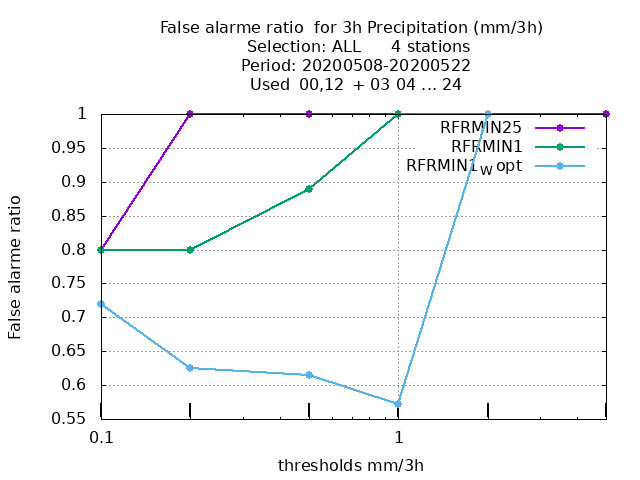 False alarme ratio  for 3h Precipitation (mm/3h)
Selection: ALL      4 stations
Period: 20200508-20200522
Used  00,12  + 03 04 ... 24
1
0.95
0.9
0.85
0.8
0.75
0.7
0.65
0.6
0.55
False alarme ratio
RFRMIN25
RFRMIN1
RFRMIN1W opt
0.1
1
thresholds mm/3h